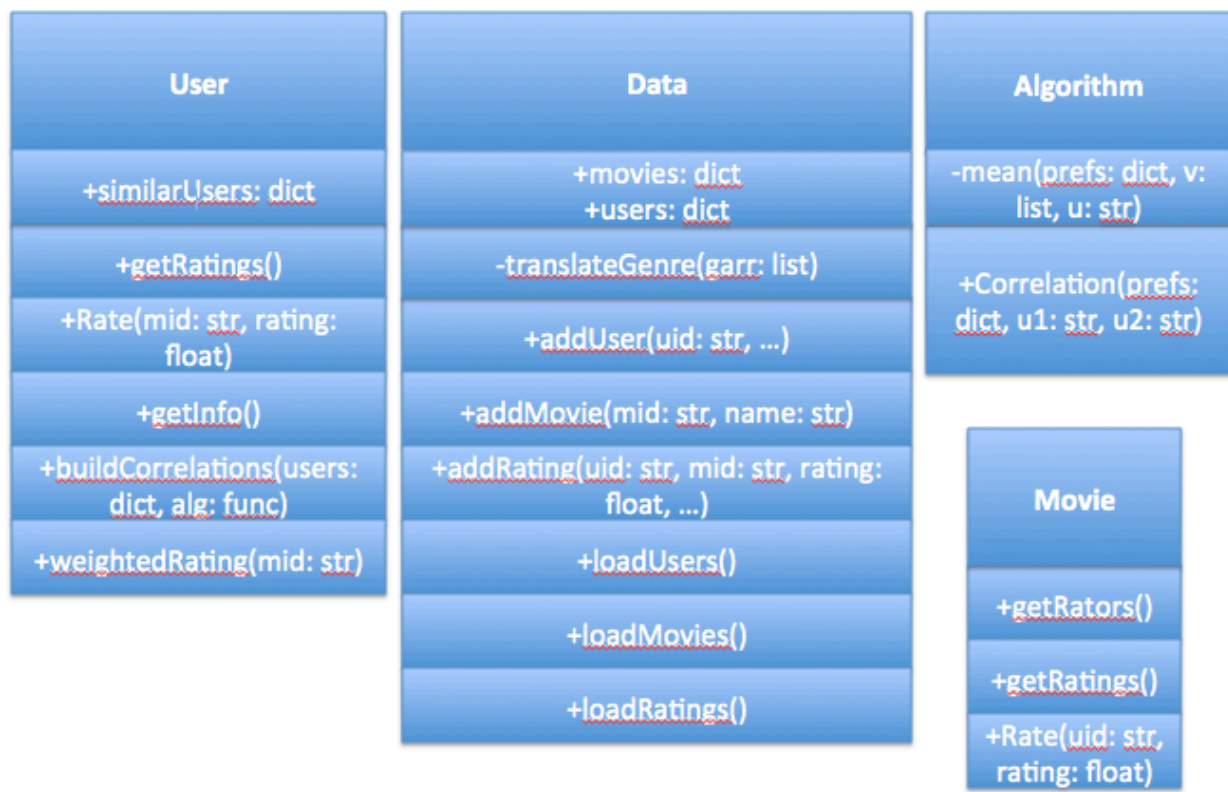 User
+similarUsers: dict
+getRatings()
+Rate(mid: str, rating:
float)
+getInfo()
+buildCorrelations(users:
dict, alg: func)
+weightedRating(mid: str)
Data
+movies: dict
+users: dict
-translateGenre(garr: list)
+addUser(uid: str, ...)
+addMovie(mid: str, name: str)
+addRating(uid: str, mid: str, rating:
float, ...)
+loadUsers()
+loadMovies()
+loadRatings()
Algorithm
-mean(prefs: dict, v:
list, u: str)
+Correlation(prefs:
dict, u1: str, u2: str)
Movie
+getRators()
+getRatings()
+Rate(uid: str,
rating: float)